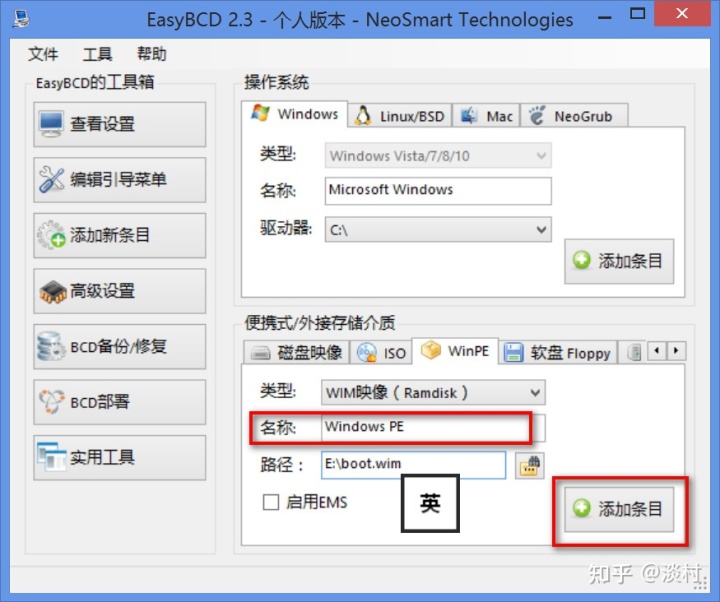 EasyBCD 2.3 - 个人版本 - NeoSmart Technologies
文件 工具 帮助
EasyBCD的工具箱
查看设置
编辑引导菜单
添加新条目
高级设置
BCD备份/修复
BCD部署
实用工具
操作系统
Windows Linux/BSD Mac NeoGrub
类型: Windows Vista/7/8/10
名称: Microsoft Windows
驱动器: C:\
添加条目
便携式/外接存储介质
磁盘映像 ISO WinPE 软盘 Floppy
类型: WIM映像（Ramdisk）
名称: Windows PE
路径： E:\boot.wim
启用EMS
英
添加条目
知乎 @淡村